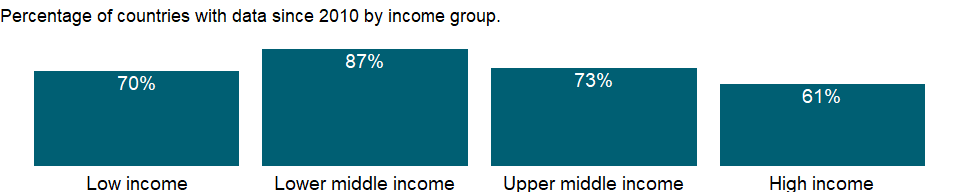 Percentage of countries with data since 2010 by income group.
70%
87%
73%
61%
Low income
Lower middle income
Upper middle income
High income